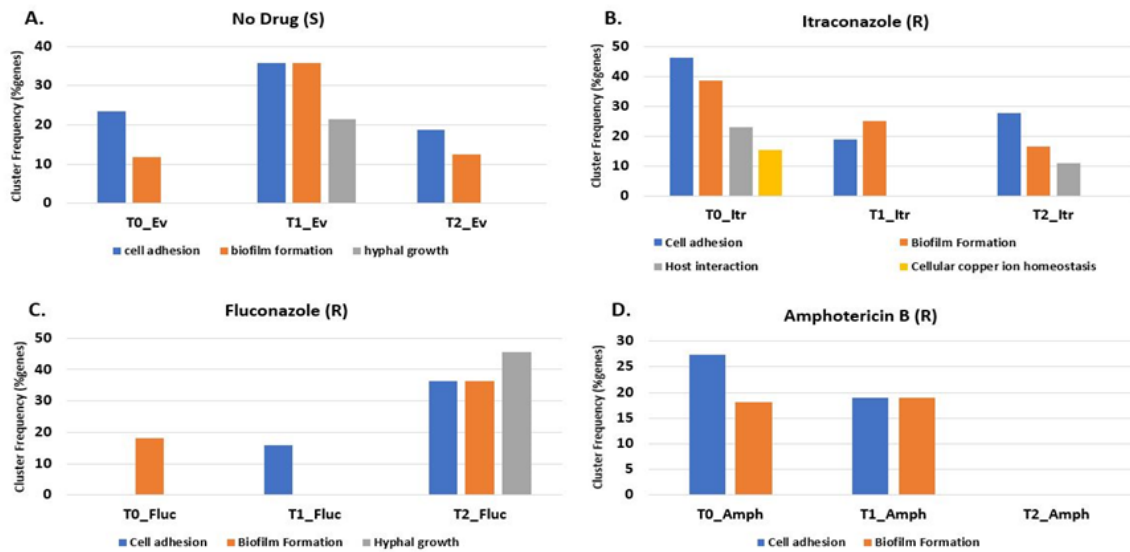 A.
No Drug (S)
Cluster Frequency (%genes)
40
30
20
10
0
T0_Ev
T1_Ev
T2_Ev
cell adhesion
biofilm formation
hyphal growth
B.
Itraconazole (R)
Cluster Frequency (%genes)
50
40
30
20
10
0
T0_Itr
T1_Itr
T2_Itr
Cell adhesion
Biofilm Formation
Host interaction
Cellular copper ion homeostasis
C.
Fluconazole (R)
Cluster Frequency (%genes)
50
40
30
20
10
0
T0_Fluc
T1_Fluc
T2_Fluc
Cell adhesion
Biofilm Formation
Hyphal growth
D.
Amphotericin B (R)
Cluster Frequency (%genes)
30
25
20
15
10
5
0
T0_Amph
T1_Amph
T2_Amph
Cell adhesion
Biofilm Formation